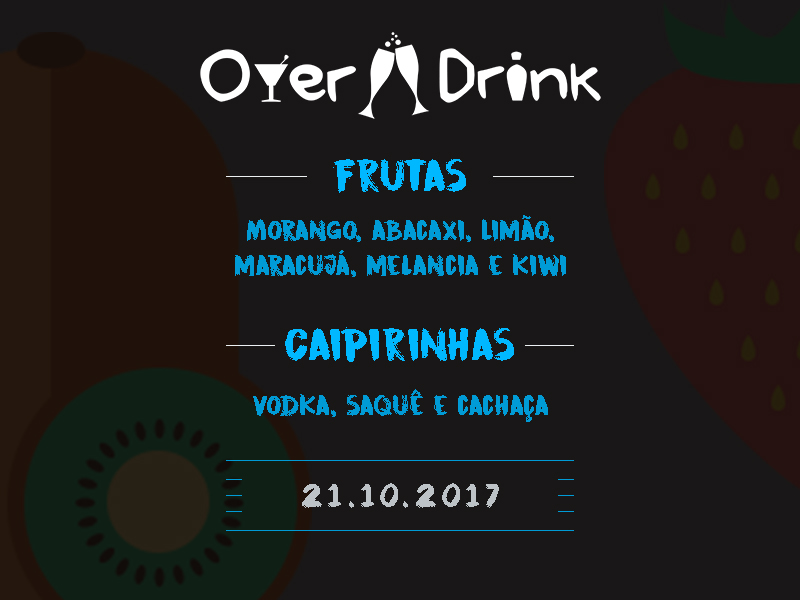 Over Drink
FRUTAS
MORANGO, ABACAXI, LIMÃO,
MARACUJÁ, MELANCIA E KIWI
CAIPIRINHAS
VODKA, SAQUÊ E CACHAÇA
21.10.2017